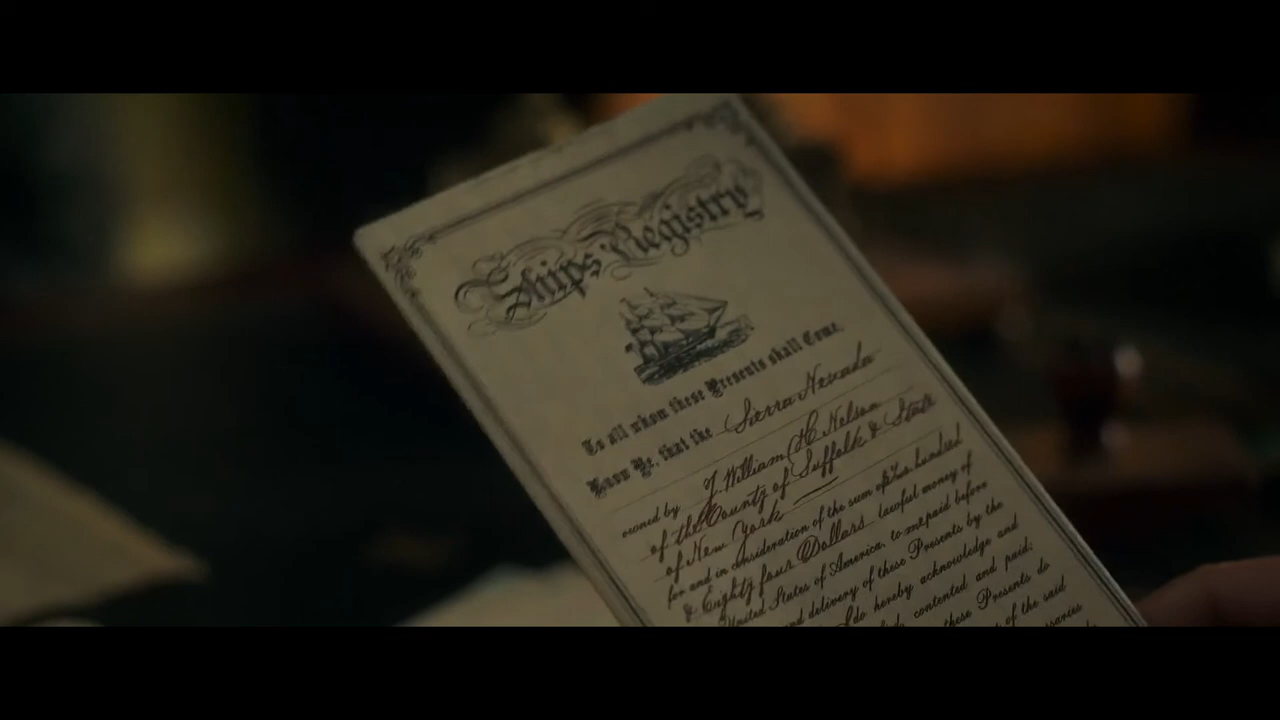 Ships Registry
To all whom these Presents shall Come,
Know Ye, that the Sierra Nevada
owned by J. William H. Nelson
of the County of Suffolk & State
of New York
for and in consideration of the sum of Two hundred
& Eighty four Dollars lawful money of
United States of America, to me paid before
and delivery of these Presents by the
I do hereby acknowledge and
contented and paid;
these Presents do
of the said